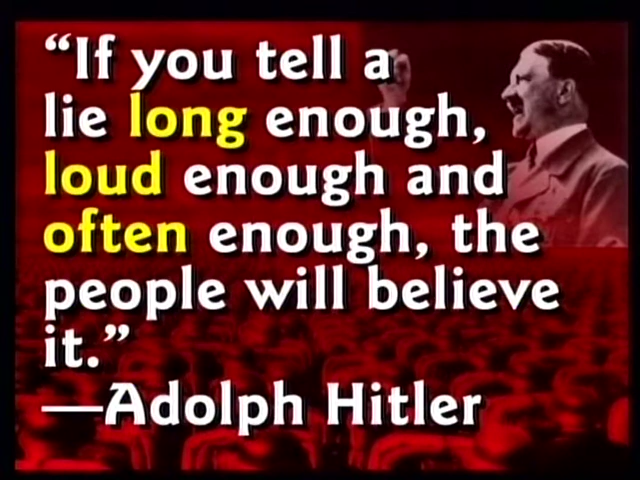 “If you tell a
lie long enough,
loud enough and
often enough, the
people will believe
it.”
—Adolph Hitler